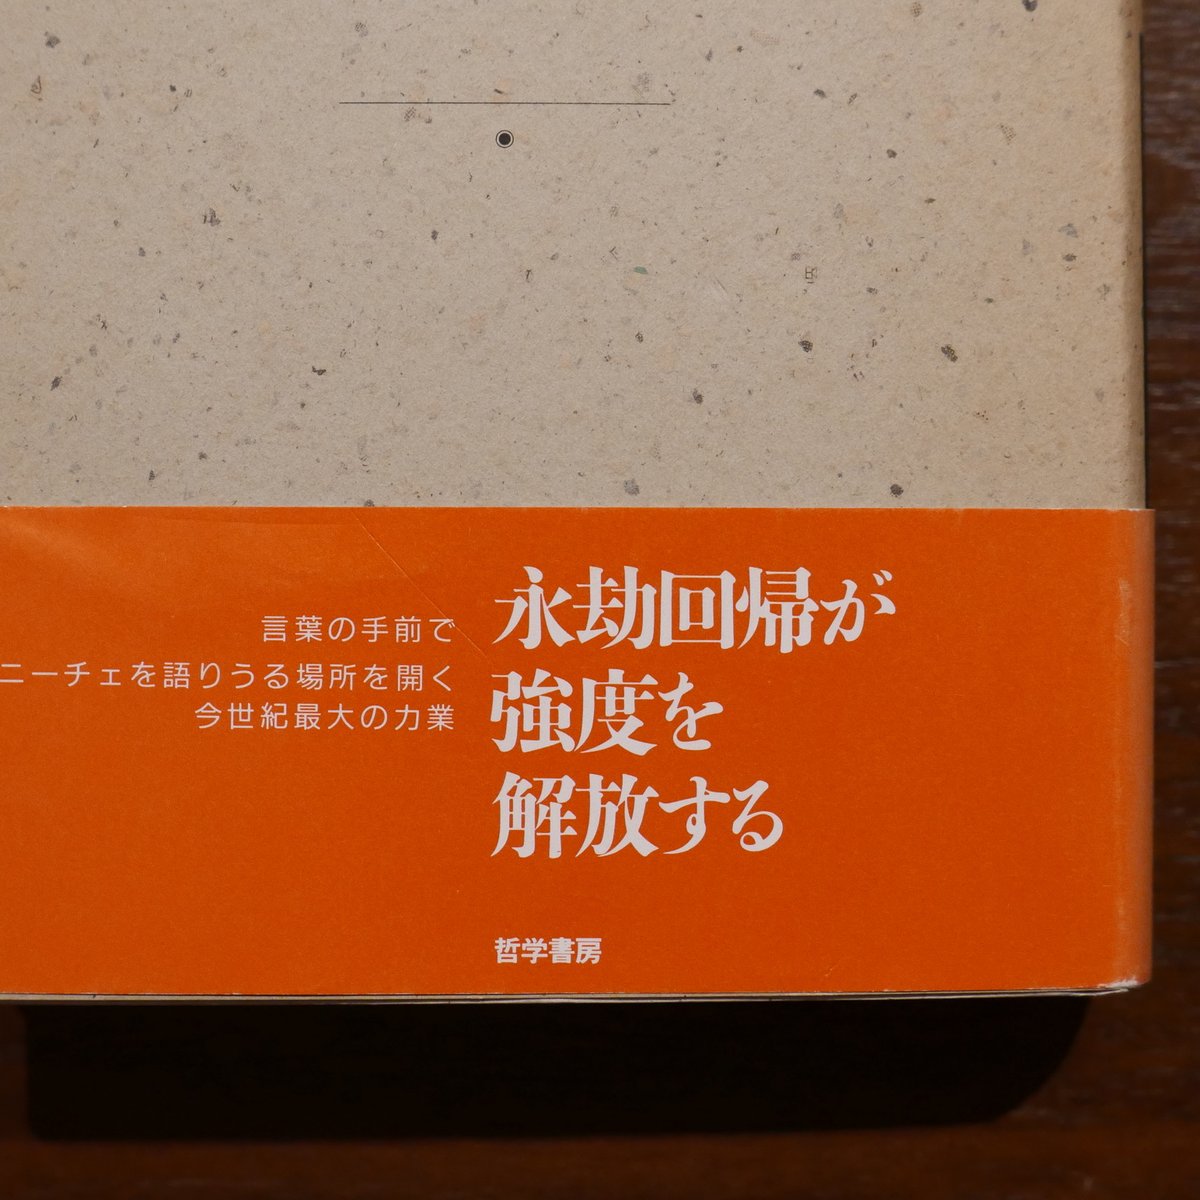 永劫回帰が
強度を
解放する
言葉の手前で
ニーチェを語りうる場所を開く
今世紀最大の力業
哲学書房